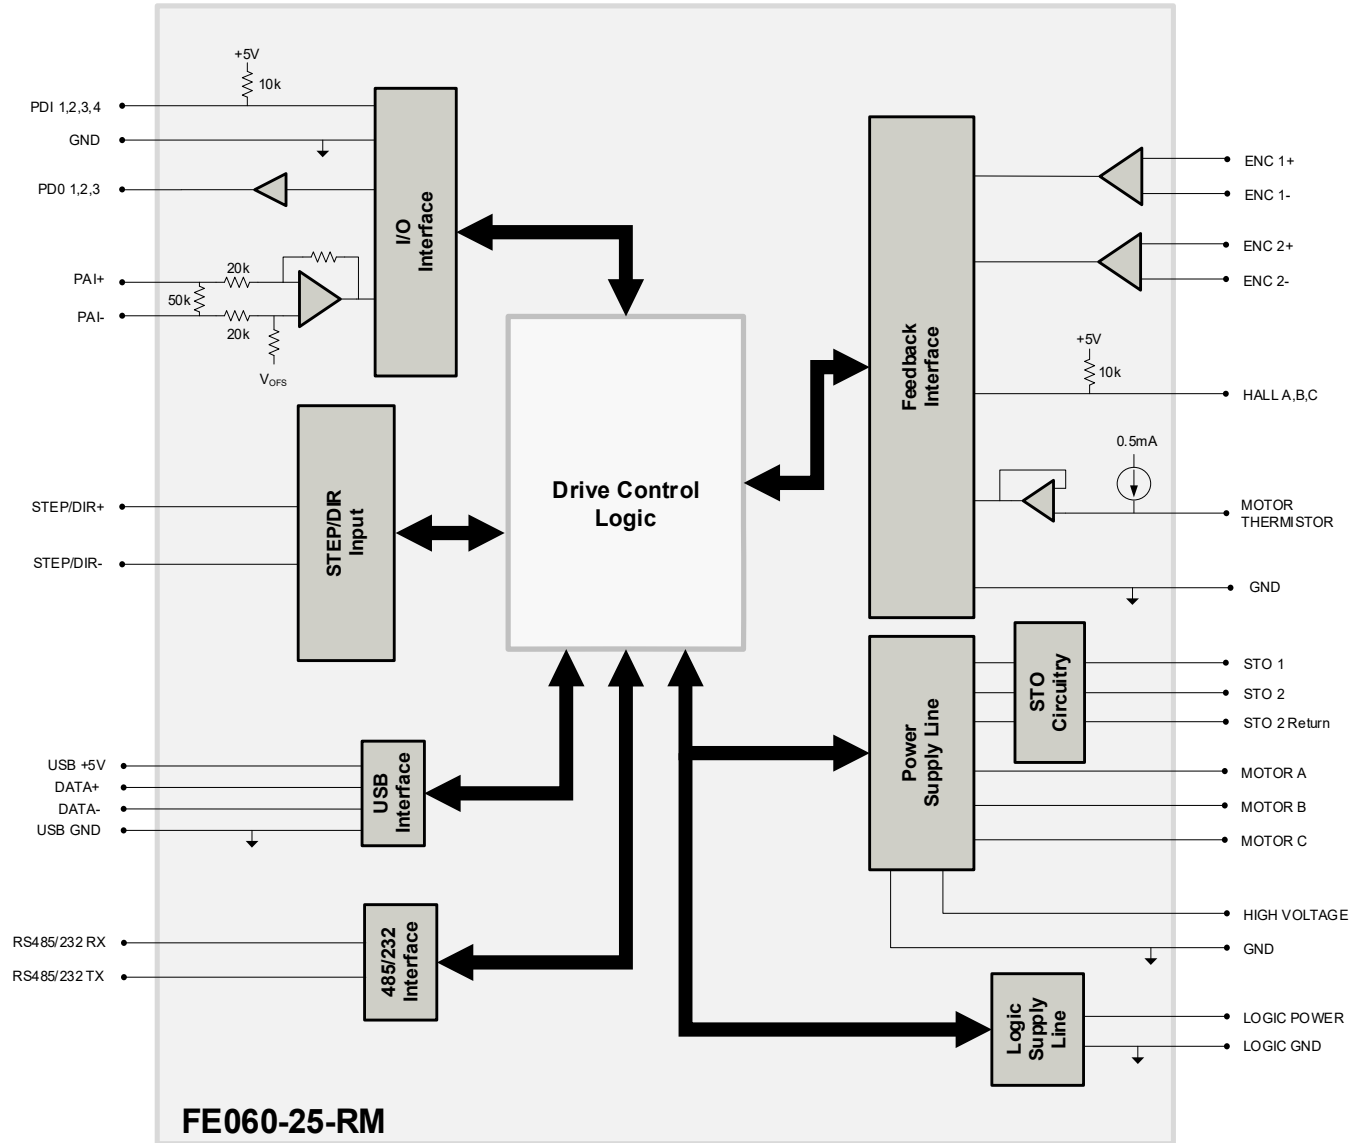 +5V
10k
PDI 1,2,3,4
GND
PD0 1,2,3
PAI+
20k
50k
PAI-
20k
VOFS
I/O
Interface
STEP/DIR+
STEP/DIR-
STEP/DIR
Input
Drive Control
Logic
Feedback
Interface
ENC 1+
ENC 1-
ENC 2+
ENC 2-
+5V
10k
HALL A,B,C
0.5mA
MOTOR
THERMISTOR
GND
STO
Circuitry
STO 1
STO 2
STO 2 Return
Power
Supply Line
MOTOR A
MOTOR B
MOTOR C
HIGH VOLTAGE
GND
USB +5V
DATA+
DATA-
USB GND
USB
Interface
RS485/232 RX
RS485/232 TX
485/232
Interface
Logic
Supply
Line
LOGIC POWER
LOGIC GND
FE060-25-RM